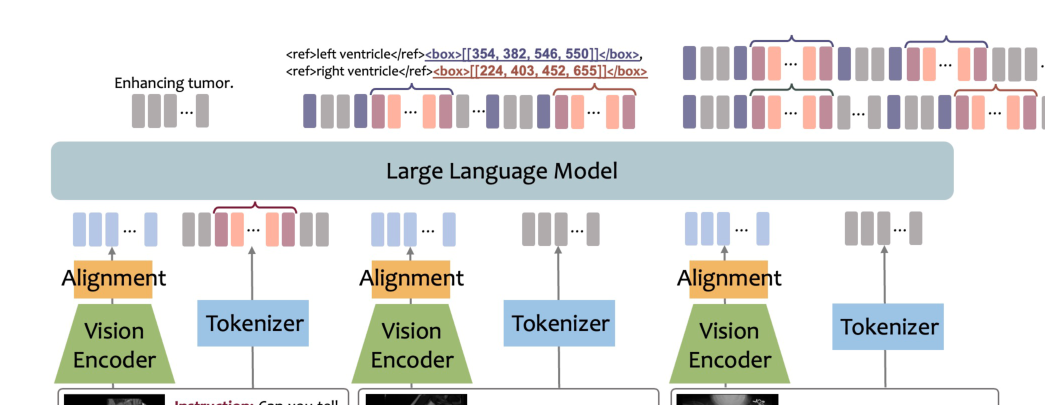 Enhancing tumor.
<ref>left ventricle</ref><box>[[354, 382, 546, 550]]</box>,
<ref>right ventricle</ref><box>[[224, 403, 452, 655]]</box>
Large Language Model
Alignment
Alignment
Alignment
Vision
Encoder
Tokenizer
Vision
Encoder
Tokenizer
Vision
Encoder
Tokenizer
Instruction: Can you tell